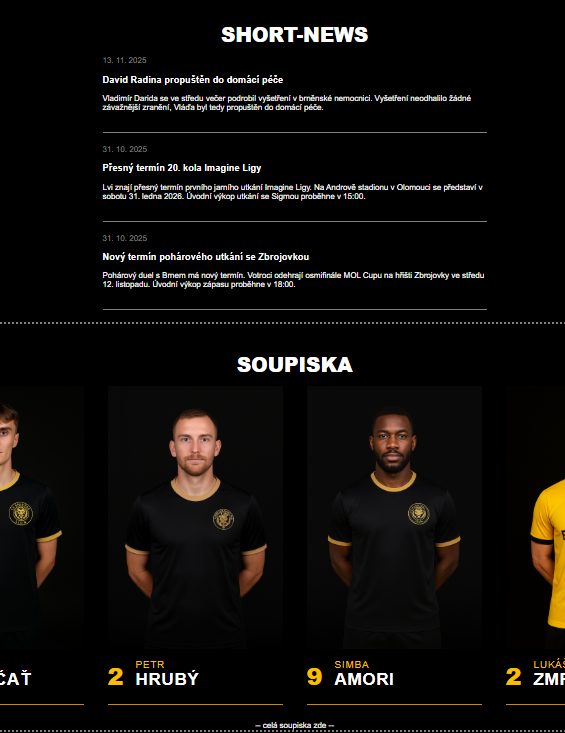 SHORT-NEWS
13. 11. 2025
David Radina propuštěn do domácí péče
Vladimír Darida se ve středu večer podrobil vyšetření v brněnské nemocnici. Vyšetření neodhalilo žádné
závažnější zranění, Vláďa byl tedy propuštěn do domácí péče.
31. 10. 2025
Přesný termín 20. kola Imagine Ligy
Lvi znají přesný termín prvního jarního utkání Imagine Ligy. Na Andrově stadionu v Olomouci se představí v
sobotu 31. ledna 2026. Úvodní výkop utkání se Sigmou proběhne v 15:00.
31. 10. 2025
Nový termín pohárového utkání se Zbrojovkou
Pohárový duel s Brnem má nový termín. Votroci odehrají osmifinále MOL Cupu na hřišti Zbrojovky ve středu
12. listopadu. Úvodní výkop zápasu proběhne v 18:00.
SOUPISKA
ČAŤ
2 PETR
HRUBÝ
9 SIMBA
AMORI
2 LUKÁŠ
ZMR
-- celá soupiska zde --